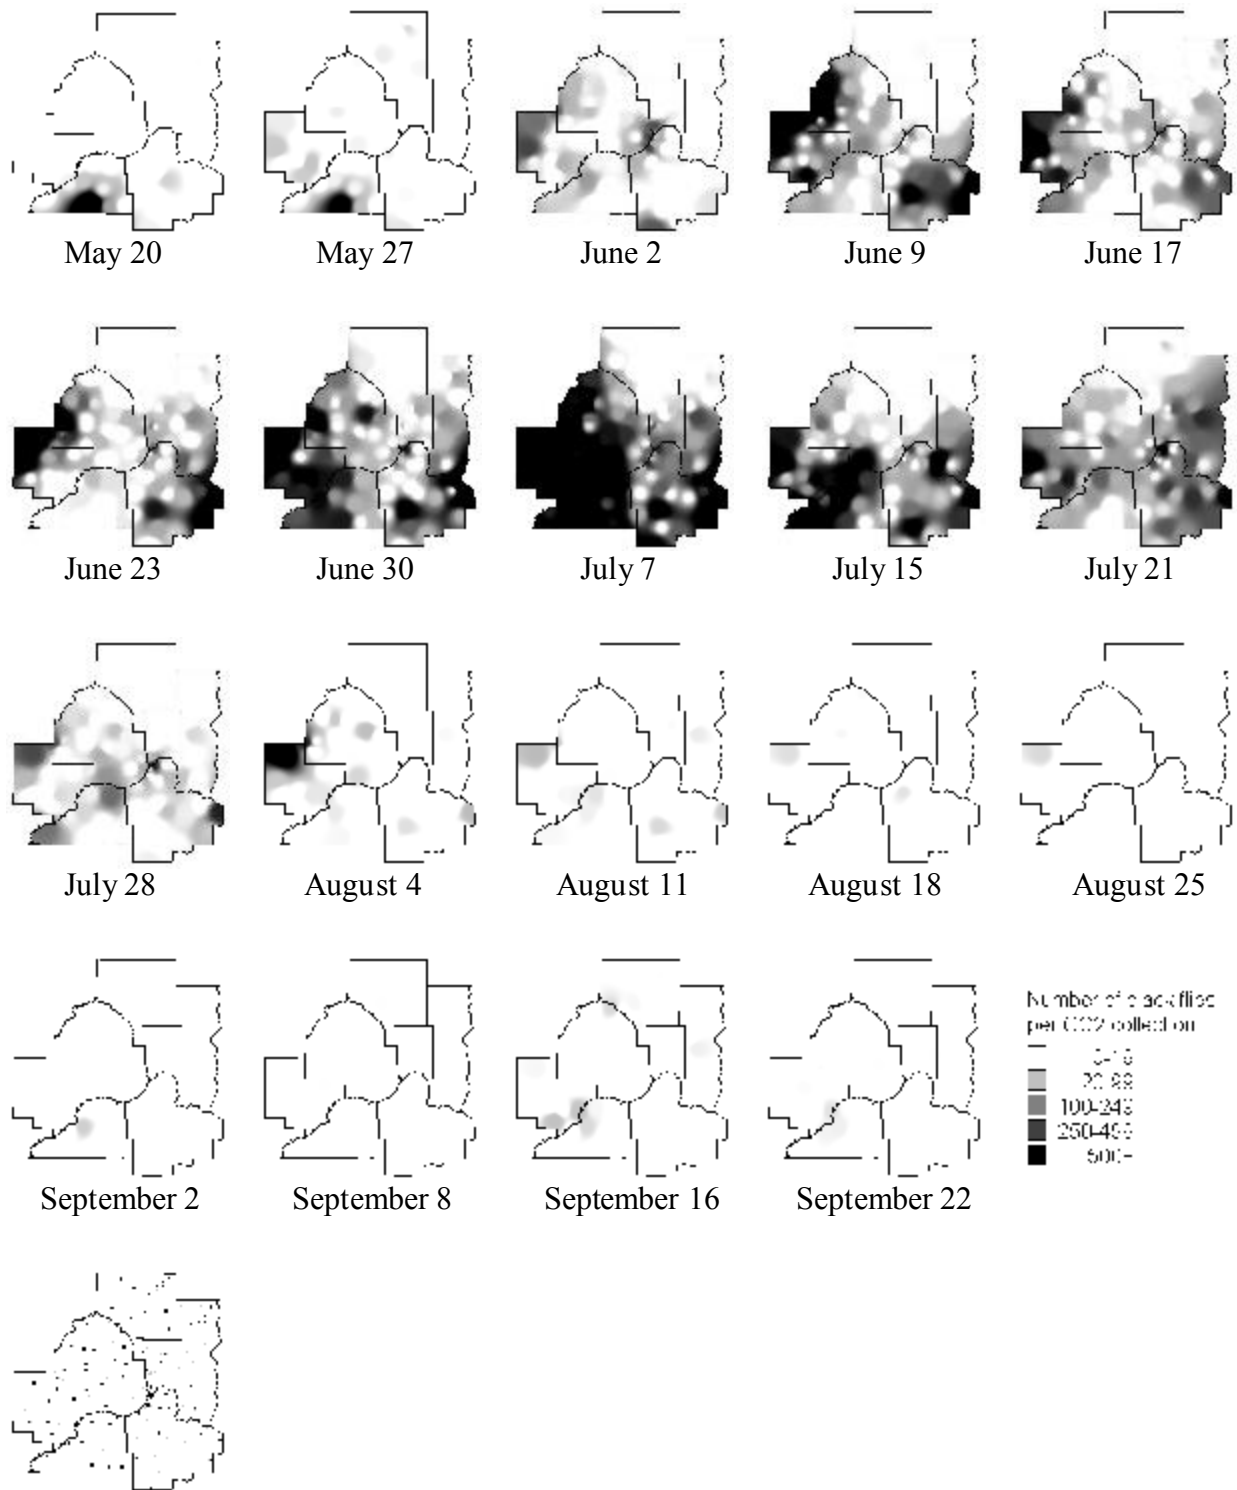 May 20
May 27
June 2
June 9
June 17
June 23
June 30
July 7
July 15
July 21
July 28
August 4
August 11
August 18
August 25
September 2
September 8
September 16
September 22
Number of black flies
per CO2 collection
100-249